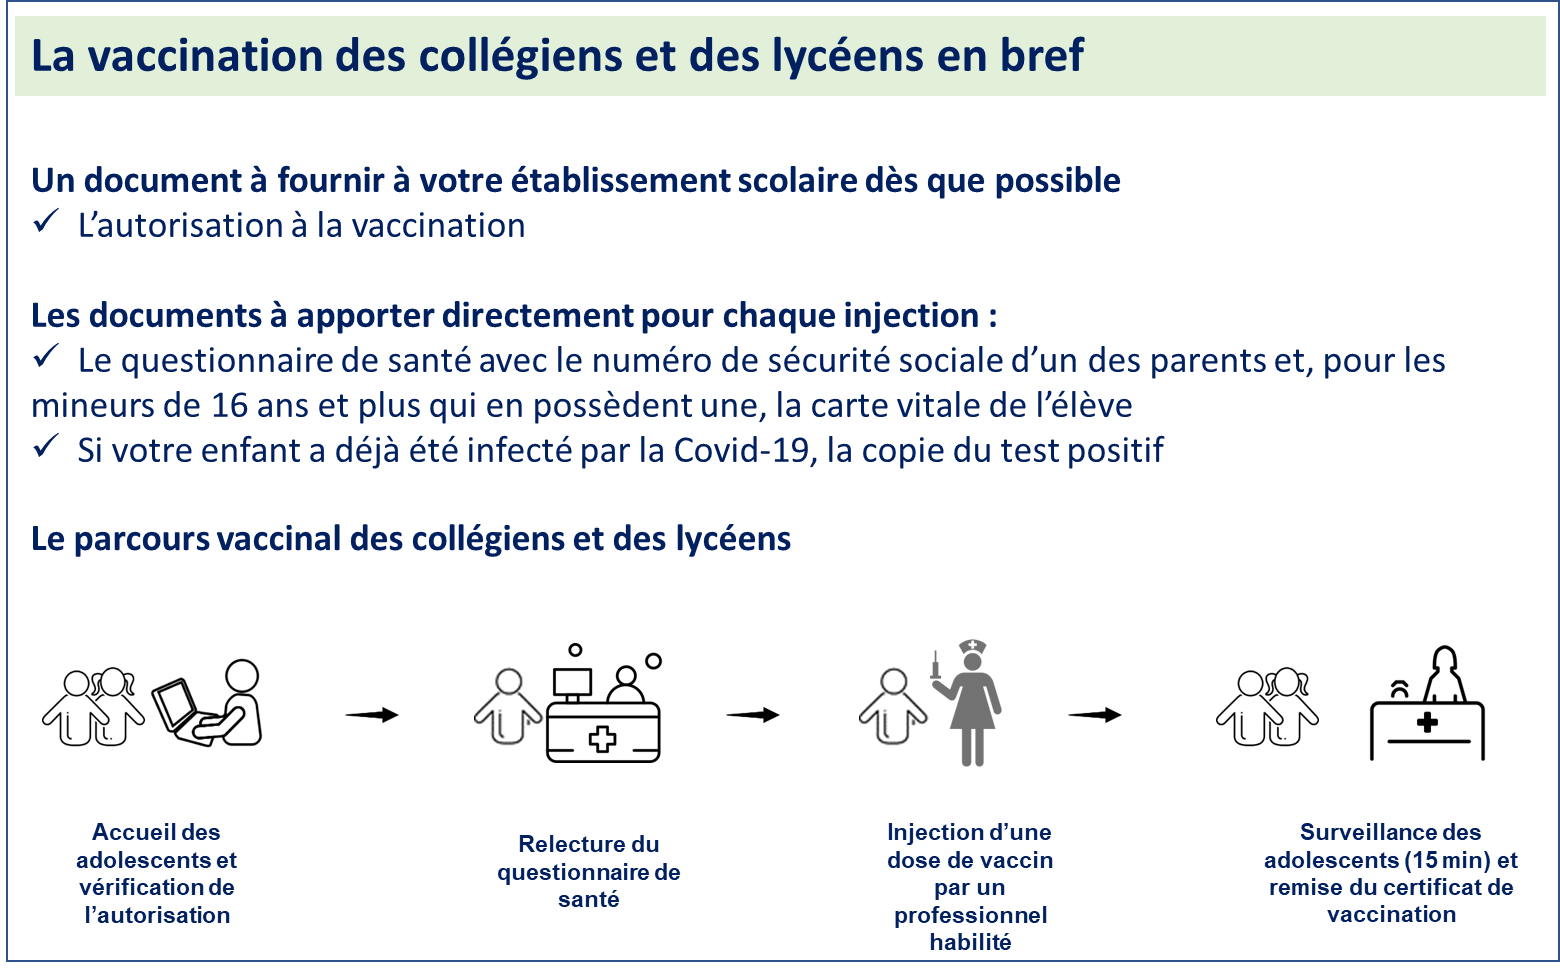 La vaccination des collégiens et des lycéens en bref
Un document à fournir à votre établissement scolaire dès que possible
✓ L’autorisation à la vaccination
Les documents à apporter directement pour chaque injection :
✓ Le questionnaire de santé avec le numéro de sécurité sociale d’un des parents et, pour les
mineurs de 16 ans et plus qui en possèdent une, la carte vitale de l’élève
✓ Si votre enfant a déjà été infecté par la Covid-19, la copie du test positif
Le parcours vaccinal des collégiens et des lycéens
Accueil des
adolescents et
vérification de
l’autorisation
Relecture du
questionnaire de
santé
Injection d’une
dose de vaccin
par un
professionnel
habilité
Surveillance des
adolescents (15 min) et
remise du certificat de
vaccination